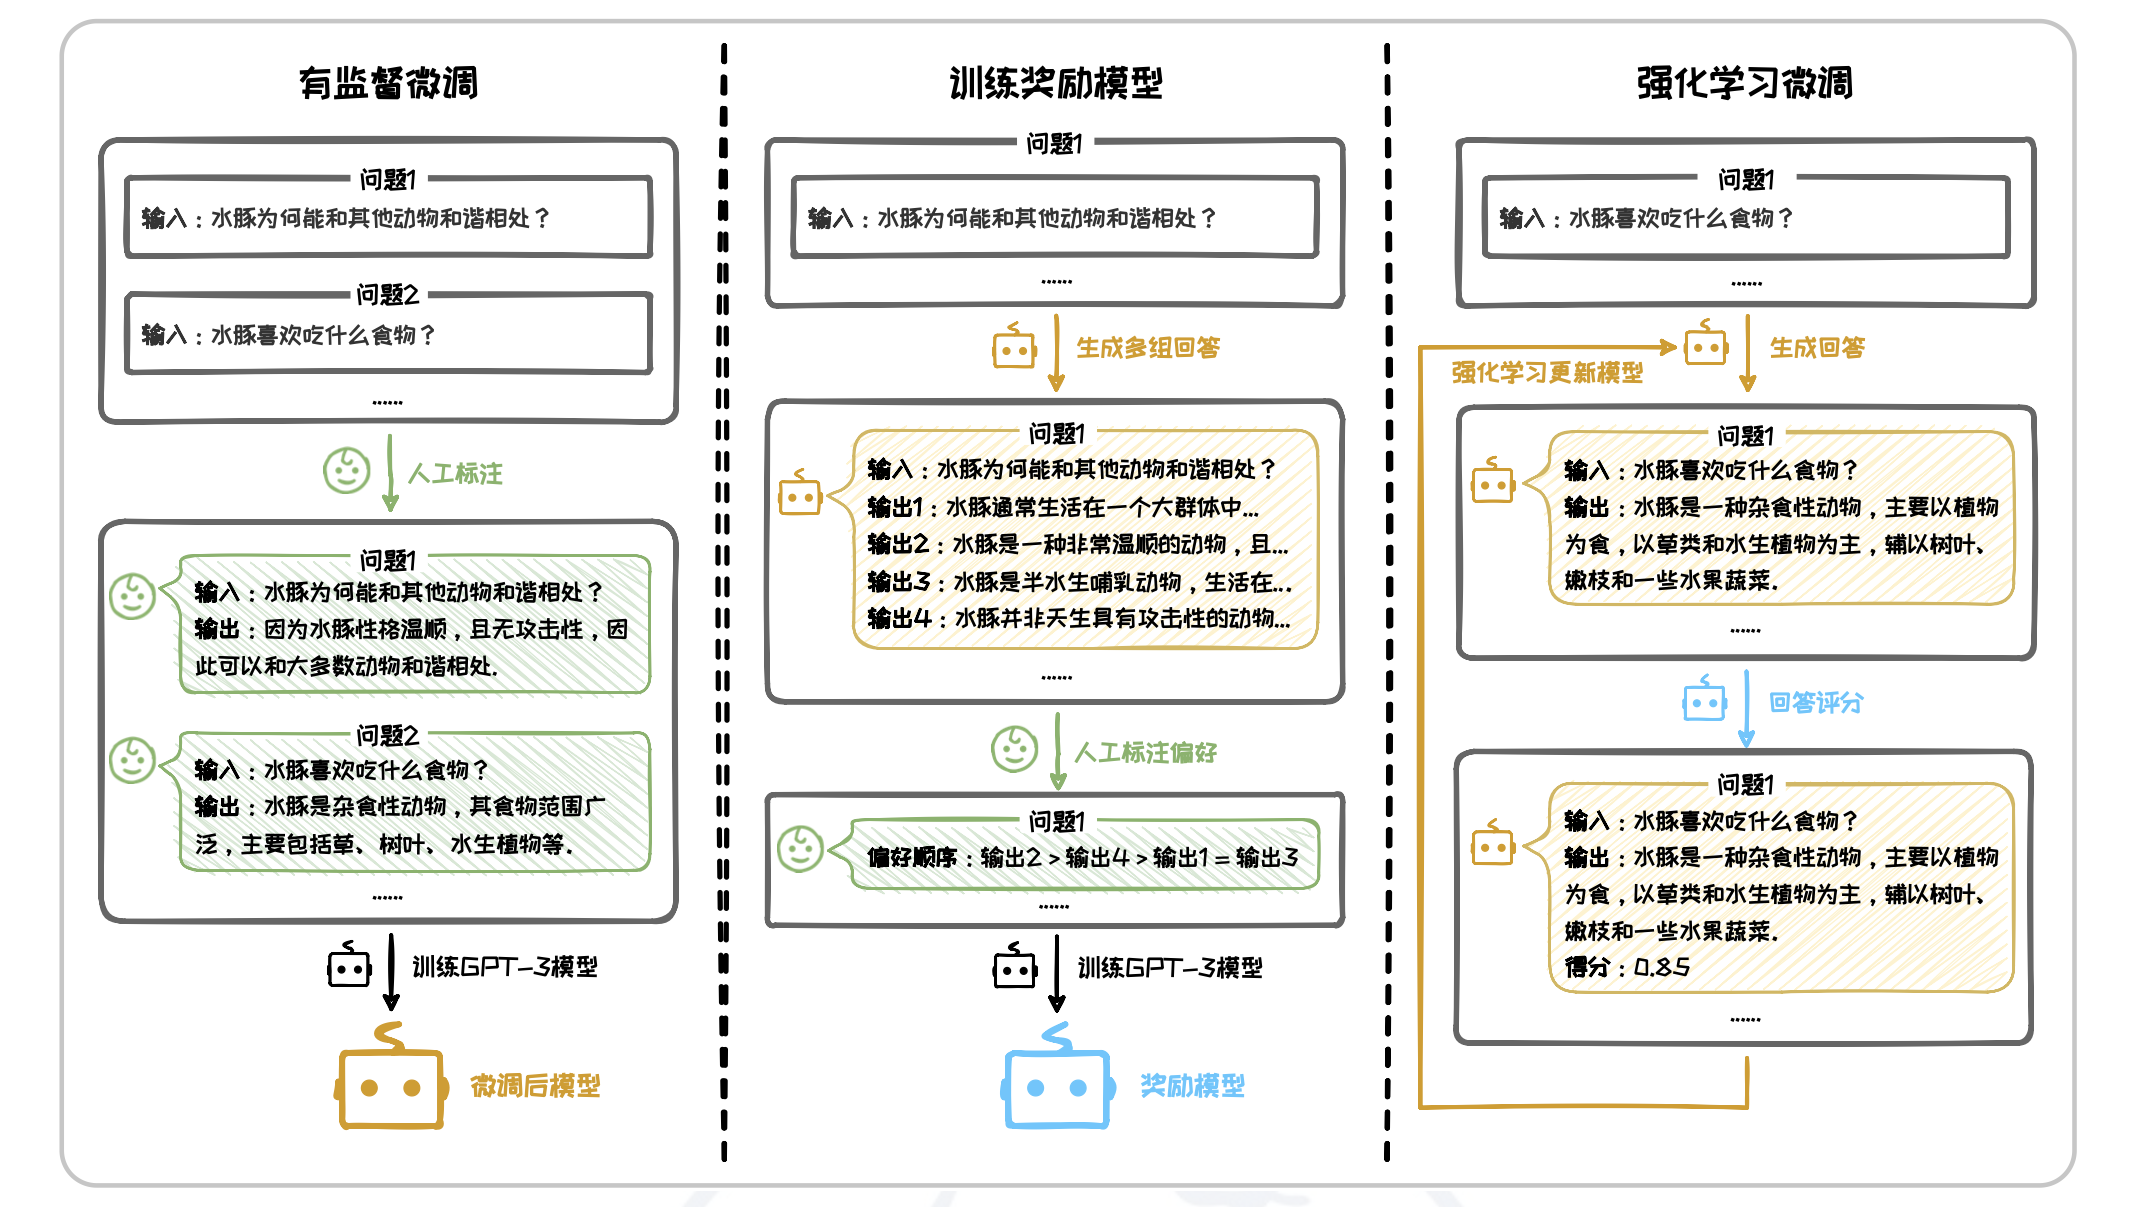 有监督微调
问题1
输入：水豚为何能和其他动物和谐相处？
问题2
输入：水豚喜欢吃什么食物？
......
人工标注
问题1
输入：水豚为何能和其他动物和谐相处？
输出：因为水豚性格温顺，且无攻击性，因
此可以和大多数动物和谐相处.
问题2
输入：水豚喜欢吃什么食物？
输出：水豚是杂食性动物，其食物范围广
泛，主要包括草、树叶、水生植物等.
......
训练GPT-3模型
微调后模型
训练奖励模型
问题1
输入：水豚为何能和其他动物和谐相处？
......
生成多组回答
问题1
输入：水豚为何能和其他动物和谐相处？
输出1：水豚通常生活在一个大群体中...
输出2：水豚是一种非常温顺的动物，且...
输出3：水豚是半水生哺乳动物，生活在...
输出4：水豚并非天生具有攻击性的动物...
......
人工标注偏好
问题1
偏好顺序：输出2 > 输出4 > 输出1 = 输出3
......
训练GPT-3模型
奖励模型
强化学习微调
问题1
输入：水豚喜欢吃什么食物？
......
生成回答
强化学习更新模型
问题1
输入：水豚喜欢吃什么食物？
输出：水豚是一种杂食性动物，主要以植物
为食，以草类和水生植物为主，辅以树叶、
嫩枝和一些水果蔬菜.
......
回答评分
问题1
输入：水豚喜欢吃什么食物？
输出：水豚是一种杂食性动物，主要以植物
为食，以草类和水生植物为主，辅以树叶、
嫩枝和一些水果蔬菜.
得分：0.85
......